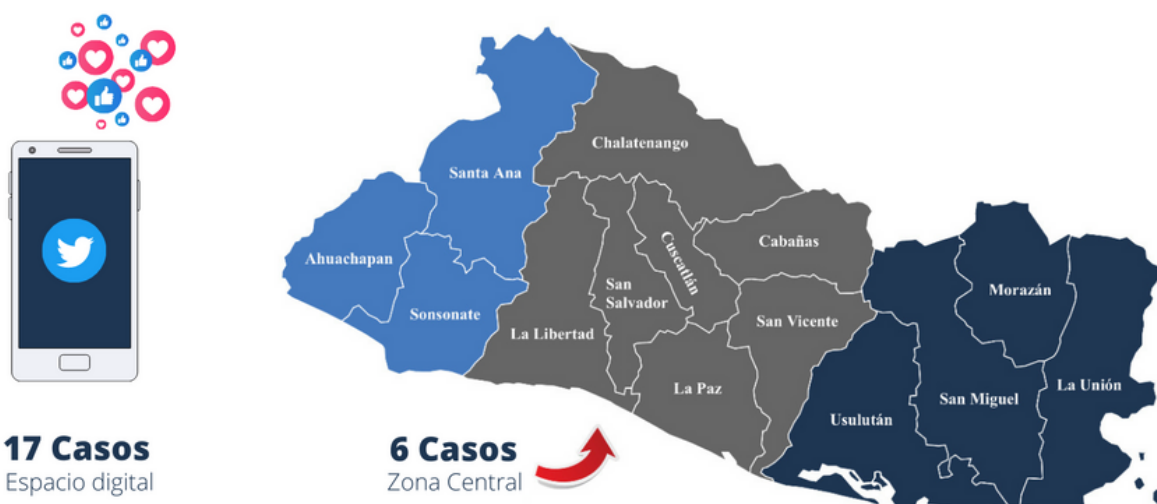 Chalatenango
Santa Ana
Ahuachapan
Sonsonate
La Libertad
San
Salvador
Cuscatlán
Cabañas
San Vicente
La Paz
Morazán
Usulután
San Miguel
La Unión
17 Casos
Espacio digital
6 Casos
Zona Central